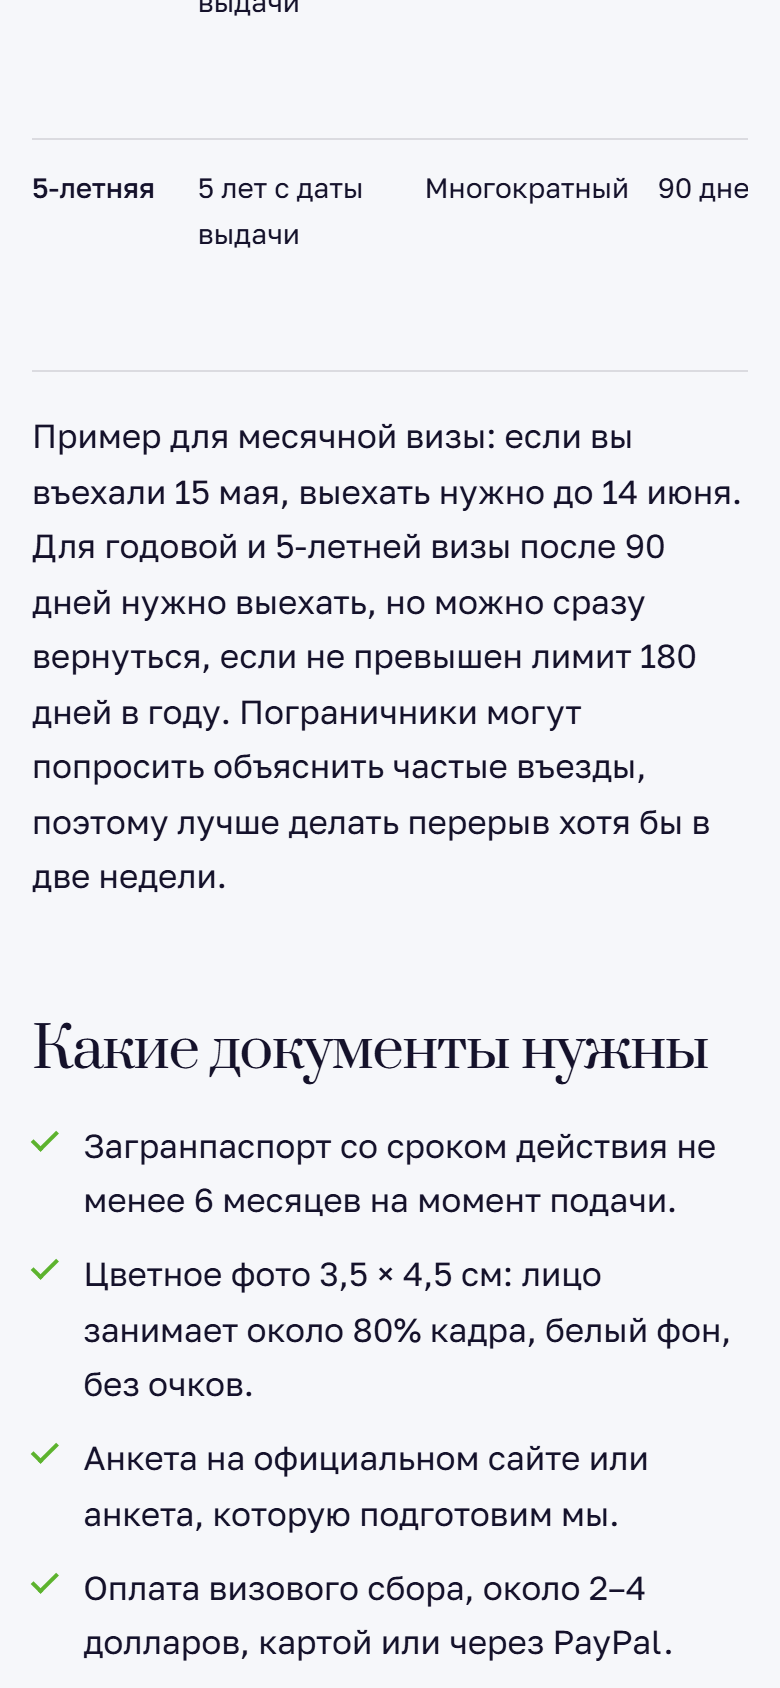 выдачи
5-летняя 5 лет с даты Многократный 90 дне
выдачи
Пример для месячной визы: если вы
въехали 15 мая, выехать нужно до 14 июня.
Для годовой и 5-летней визы после 90
дней нужно выехать, но можно сразу
вернуться, если не превышен лимит 180
дней в году. Пограничники могут
попросить объяснить частые въезды,
поэтому лучше делать перерыв хотя бы в
две недели.
Какие документы нужны
Загранпаспорт со сроком действия не
менее 6 месяцев на момент подачи.
Цветное фото 3,5 × 4,5 см: лицо
занимает около 80% кадра, белый фон,
без очков.
Анкета на официальном сайте или
анкета, которую подготовим мы.
Оплата визового сбора, около 2–4
долларов, картой или через PayPal.